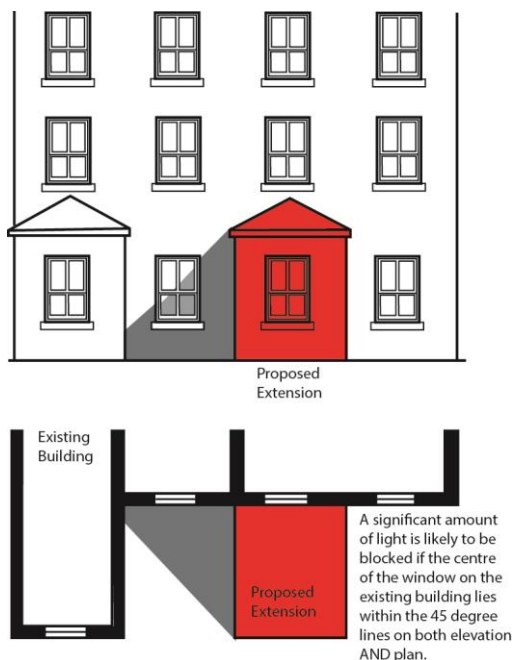 Proposed
Extension
Existing
Building
A significant amount
of light is likely to be
blocked if the centre
of the window on the
existing building lies
within the 45 degree
lines on both elevation
AND plan.
Proposed
Extension